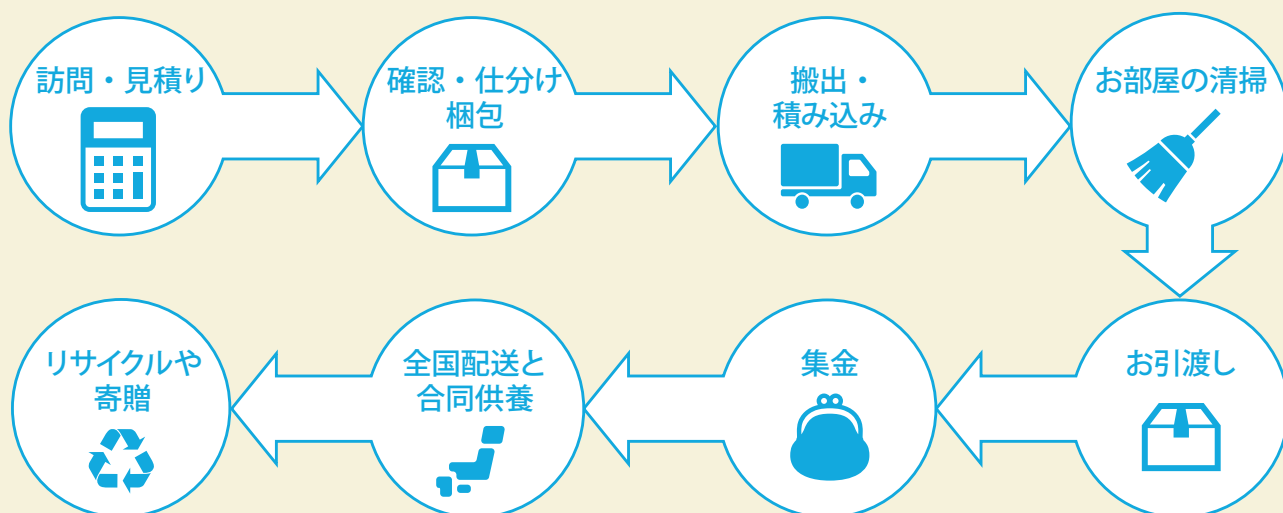 訪問・見積り
確認・仕分け
梱包
搬出・
積み込み
お部屋の清掃
お引渡し
集金
全国配送と
合同供養
リサイクルや
寄贈